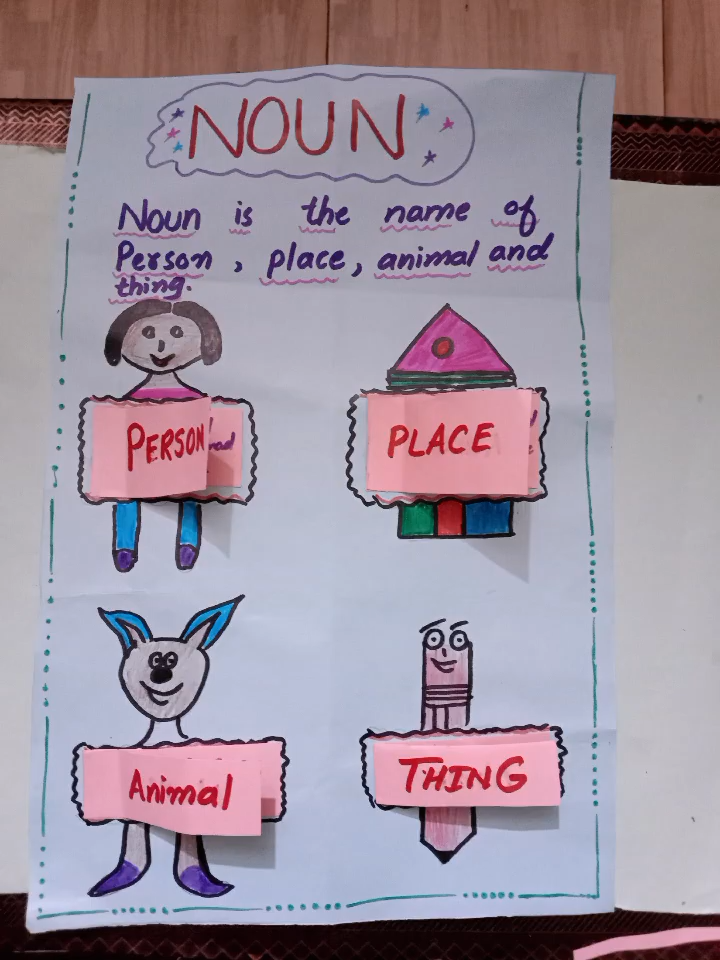 NOUN
Noun is the name of
Person, place, animal and
thing.
PERSON
PLACE
Animal
THING